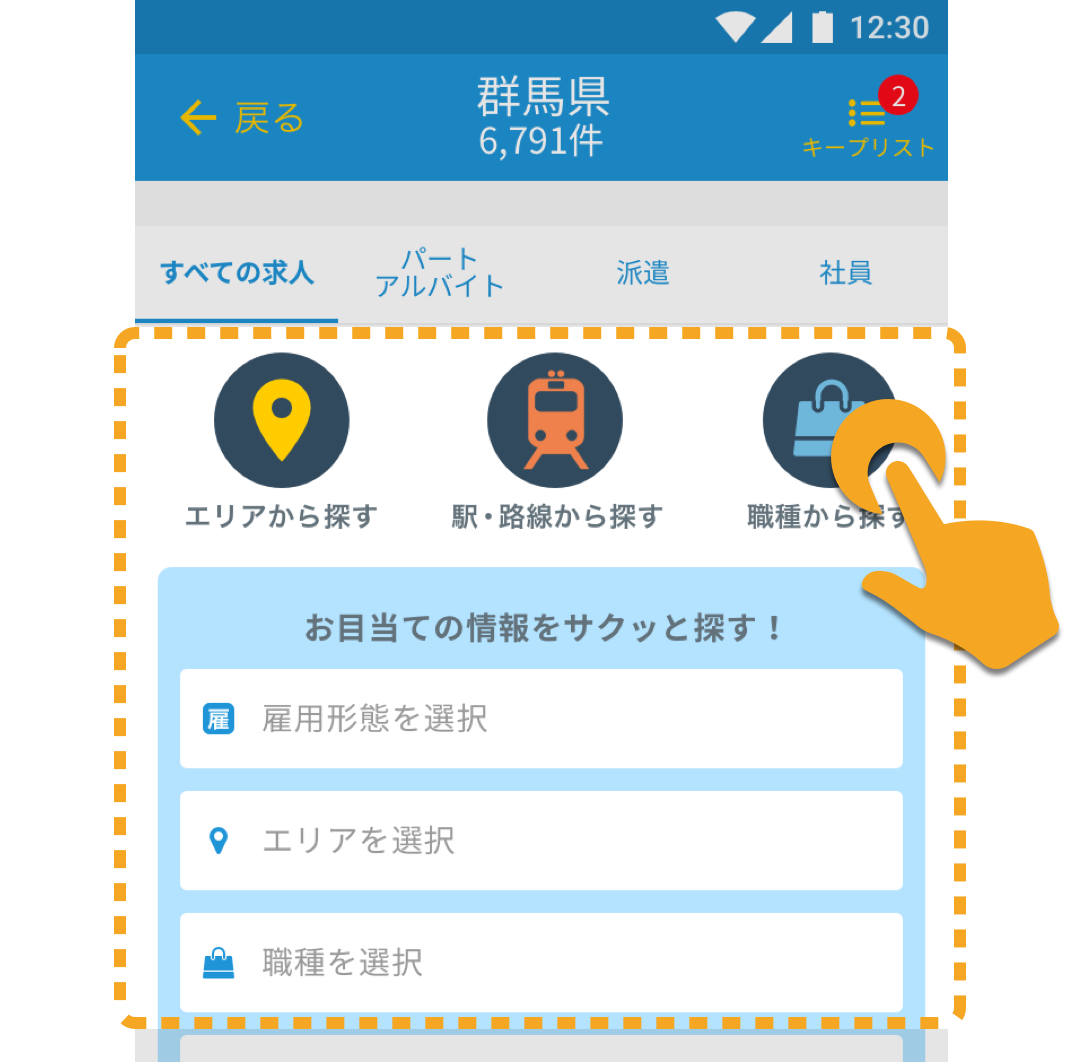 12:30
戻る
群馬県
6,791件
2
キープリスト
すべての求人
パート
アルバイト
派遣
社員
エリアから探す
駅・路線から探す
職種から探す
お目当ての情報をサクッと探す！
雇 雇用形態を選択
エリアを選択
職種を選択